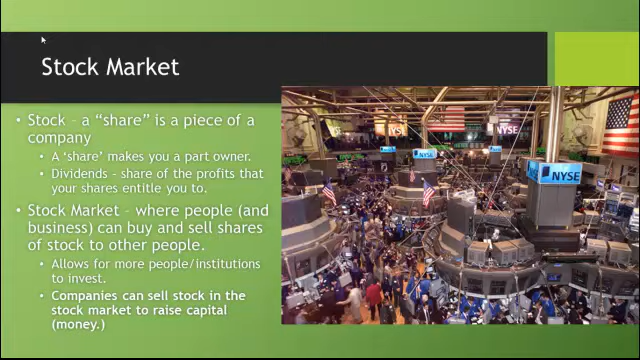 Stock Market
• Stock – a “share” is a piece of a
company
• A ‘share’ makes you a part owner.
• Dividends – share of the profits that
your shares entitle you to.
• Stock Market – where people (and
business) can buy and sell shares
of stock to other people.
• Allows for more people/institutions
to invest.
• Companies can sell stock in the
stock market to raise capital
(money.)
NYSE
NYSE
NYSE
NYSE